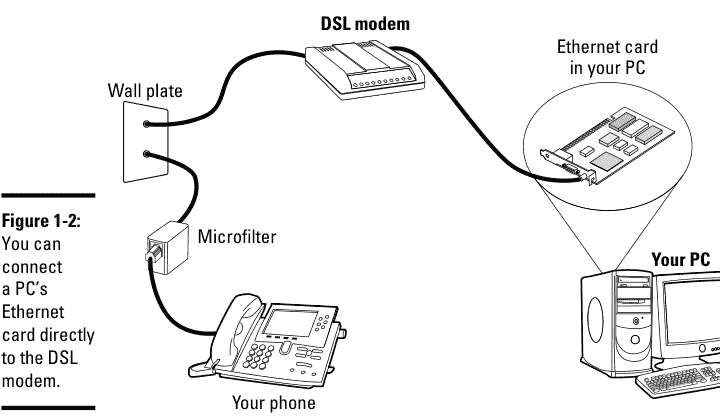 DSL modem
Ethernet card
in your PC
Wall plate
Microfilter
Your PC
Your phone
Figure 1-2:
You can
connect
a PC's
Ethernet
card directly
to the DSL
modem.